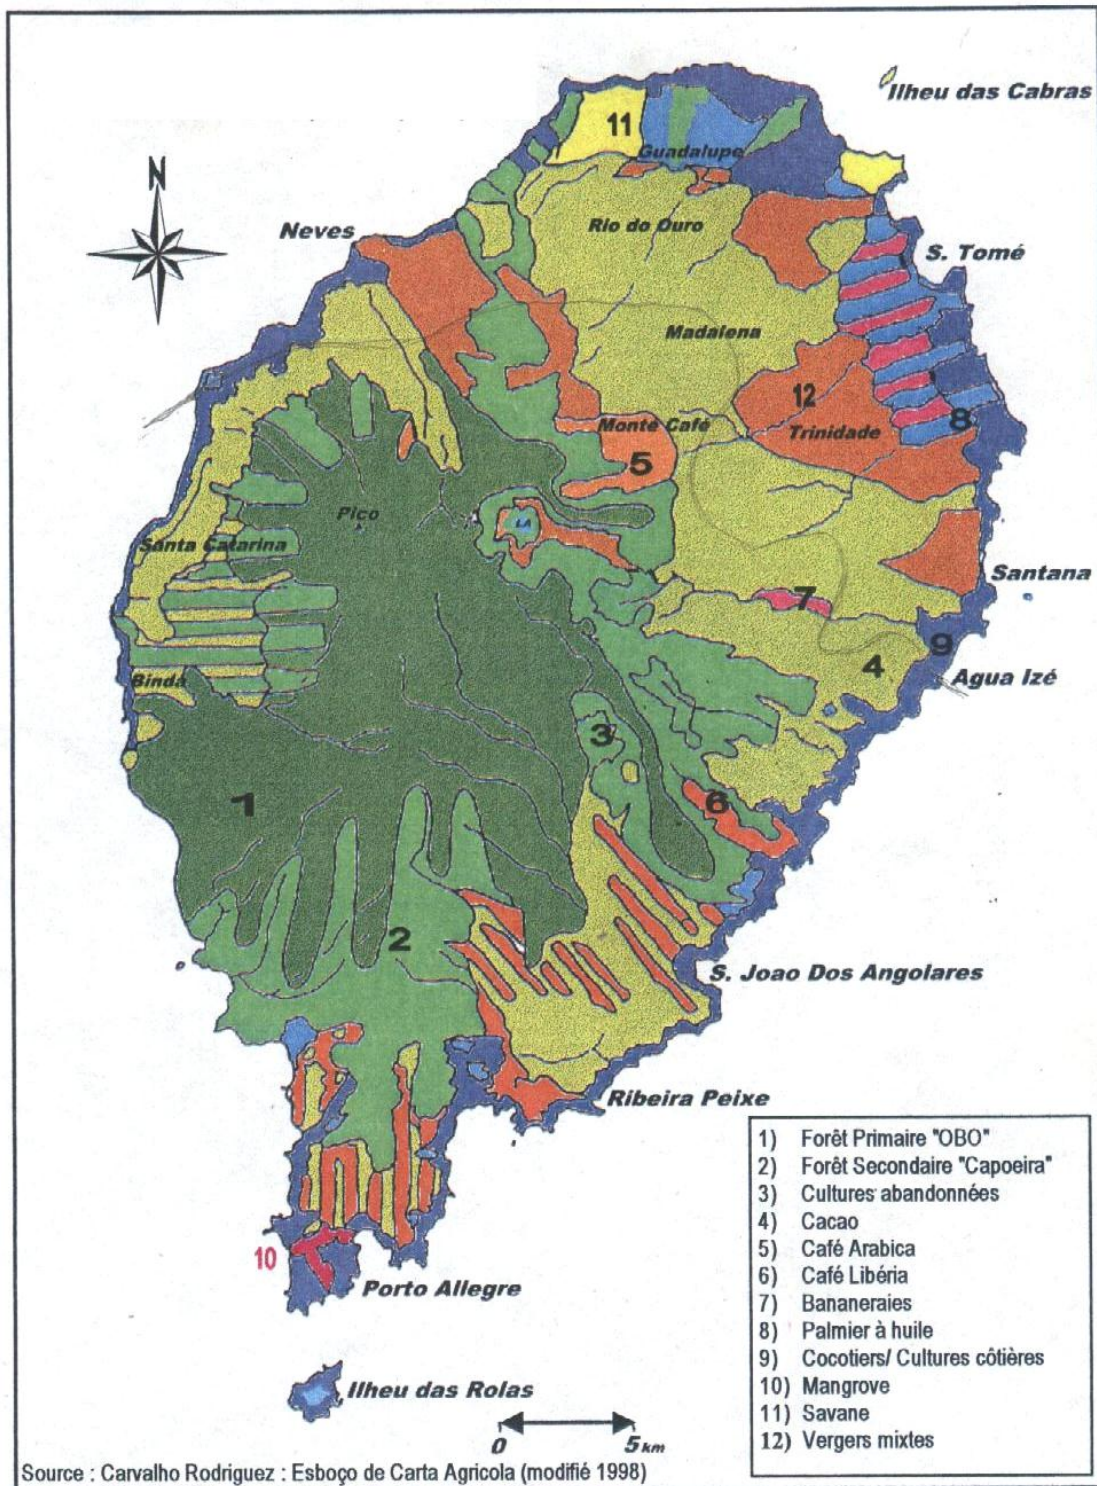 Ilheu das Cabras
11
Guadalupe
N
Neves
Rio do Ouro
S. Tomé
Madalena
12
Monte Café
Trinidade
8
5
Pico
LA
Santa Catarina
Santana
7
9
4
Binda
Agua Izé
3
1
6
2
S. Joao Dos Angolares
Ribeira Peixe
10
Porto Allegre
Ilheu das Rolas
0 5 km
1) Forêt Primaire "OBO"
2) Forêt Secondaire "Capoeira"
3) Cultures abandonnées
4) Cacao
5) Café Arabica
6) Café Libéria
7) Bananeraies
8) Palmier à huile
9) Cocotiers/ Cultures côtières
10) Mangrove
11) Savane
12) Vergers mixtes
Source : Carvalho Rodriguez : Esboço de Carta Agricola (modifié 1998)